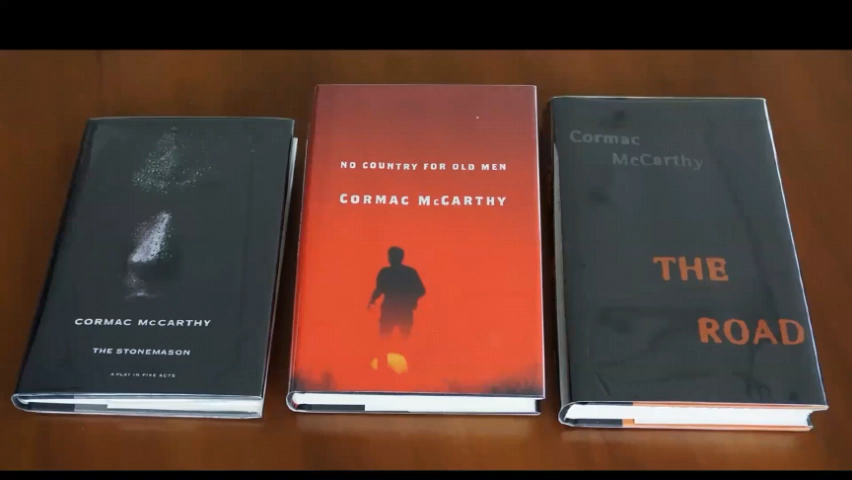 CORMAC McCARTHY
THE STONEMASON
A PLAY IN FIVE ACTS
NO COUNTRY FOR OLD MEN
CORMAC McCARTHY
Cormac
McCarthy
THE
ROAD